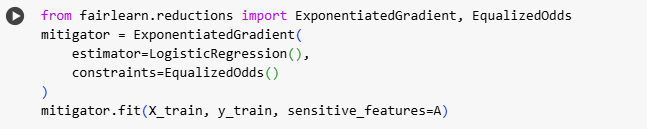 from fairlearn.reductions import ExponentiatedGradient, EqualizedOdds
mitigator = ExponentiatedGradient(
    estimator=LogisticRegression(),
    constraints=EqualizedOdds()
)
mitigator.fit(X_train, y_train, sensitive_features=A)